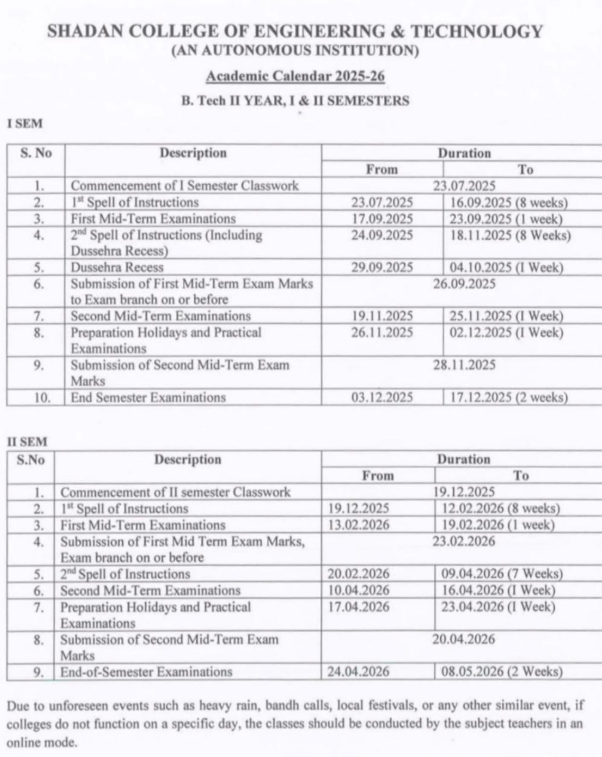 SHADAN COLLEGE OF ENGINEERING & TECHNOLOGY
(AN AUTONOMOUS INSTITUTION)
Academic Calendar 2025-26
B. Tech II YEAR, I & II SEMESTERS
I SEM
S. No Description Duration
From To
1. Commencement of I Semester Classwork 23.07.2025
2. 1st Spell of Instructions 23.07.2025 16.09.2025 (8 weeks)
3. First Mid-Term Examinations 17.09.2025 23.09.2025 (1 week)
4. 2nd Spell of Instructions (Including 24.09.2025 18.11.2025 (8 Weeks)
Dussehra Recess)
5. Dussehra Recess 29.09.2025 04.10.2025 (1 Week)
6. Submission of First Mid-Term Exam Marks 26.09.2025
to Exam branch on or before
7. Second Mid-Term Examinations 19.11.2025 25.11.2025 (1 Week)
8. Preparation Holidays and Practical 26.11.2025 02.12.2025 (1 Week)
Examinations
9. Submission of Second Mid-Term Exam 28.11.2025
Marks
10. End Semester Examinations 03.12.2025 17.12.2025 (2 weeks)
II SEM
S.No Description Duration
From To
1. Commencement of II semester Classwork 19.12.2025
2. 1st Spell of Instructions 19.12.2025 12.02.2026 (8 weeks)
3. First Mid-Term Examinations 13.02.2026 19.02.2026 (1 week)
4. Submission of First Mid Term Exam Marks, 23.02.2026
Exam branch on or before
5. 2nd Spell of Instructions 20.02.2026 09.04.2026 (7 Weeks)
6. Second Mid-Term Examinations 10.04.2026 16.04.2026 (1 Week)
7. Preparation Holidays and Practical 17.04.2026 23.04.2026 (1 Week)
Examinations
8. Submission of Second Mid-Term Exam 20.04.2026
Marks
9. End-of-Semester Examinations 24.04.2026 08.05.2026 (2 Weeks)
Due to unforeseen events such as heavy rain, bandh calls, local festivals, or any other similar event, if
colleges do not function on a specific day, the classes should be conducted by the subject teachers in an
online mode.